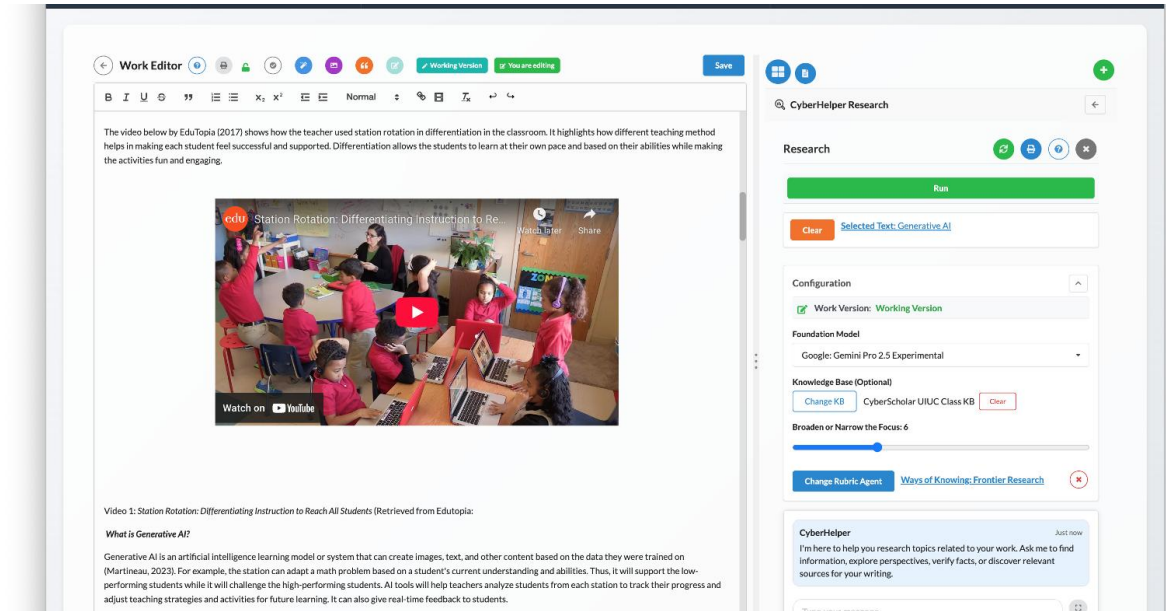 Work Editor
Working Version
You are editing
Save
B I U S
X₂ X²
Normal
The video below by EduTopia (2017) shows how the teacher used station rotation in differentiation in the classroom. It highlights how different teaching method
helps in making each student feel successful and supported. Differentiation allows the students to learn at their own pace and based on their abilities while making
the activities fun and engaging.
edu
Station Rotation: Differentiating Instruction to Re...
Watch later
Share
Watch on YouTube
Video 1: Station Rotation: Differentiating Instruction to Reach All Students (Retrieved from Edutopia:
What is Generative AI?
Generative AI is an artificial intelligence learning model or system that can create images, text, and other content based on the data they were trained on
(Martineau, 2023). For example, the station can adapt a math problem based on a student's current understanding and abilities. Thus, it will support the low-
performing students while it will challenge the high-performing students. AI tools will help teachers analyze students from each station to track their progress and
adjust teaching strategies and activities for future learning. It can also give real-time feedback to students.
CyberHelper Research
Research
Run
Clear
Selected Text: Generative AI
Configuration
Work Version: Working Version
Foundation Model
Google: Gemini Pro 2.5 Experimental
Knowledge Base (Optional)
Change KB
CyberScholar UIUC Class KB
Clear
Broaden or Narrow the Focus: 6
Change Rubric Agent
Ways of Knowing: Frontier Research
CyberHelper
Just now
I'm here to help you research topics related to your work. Ask me to find
information, explore perspectives, verify facts, or discover relevant
sources for your writing.